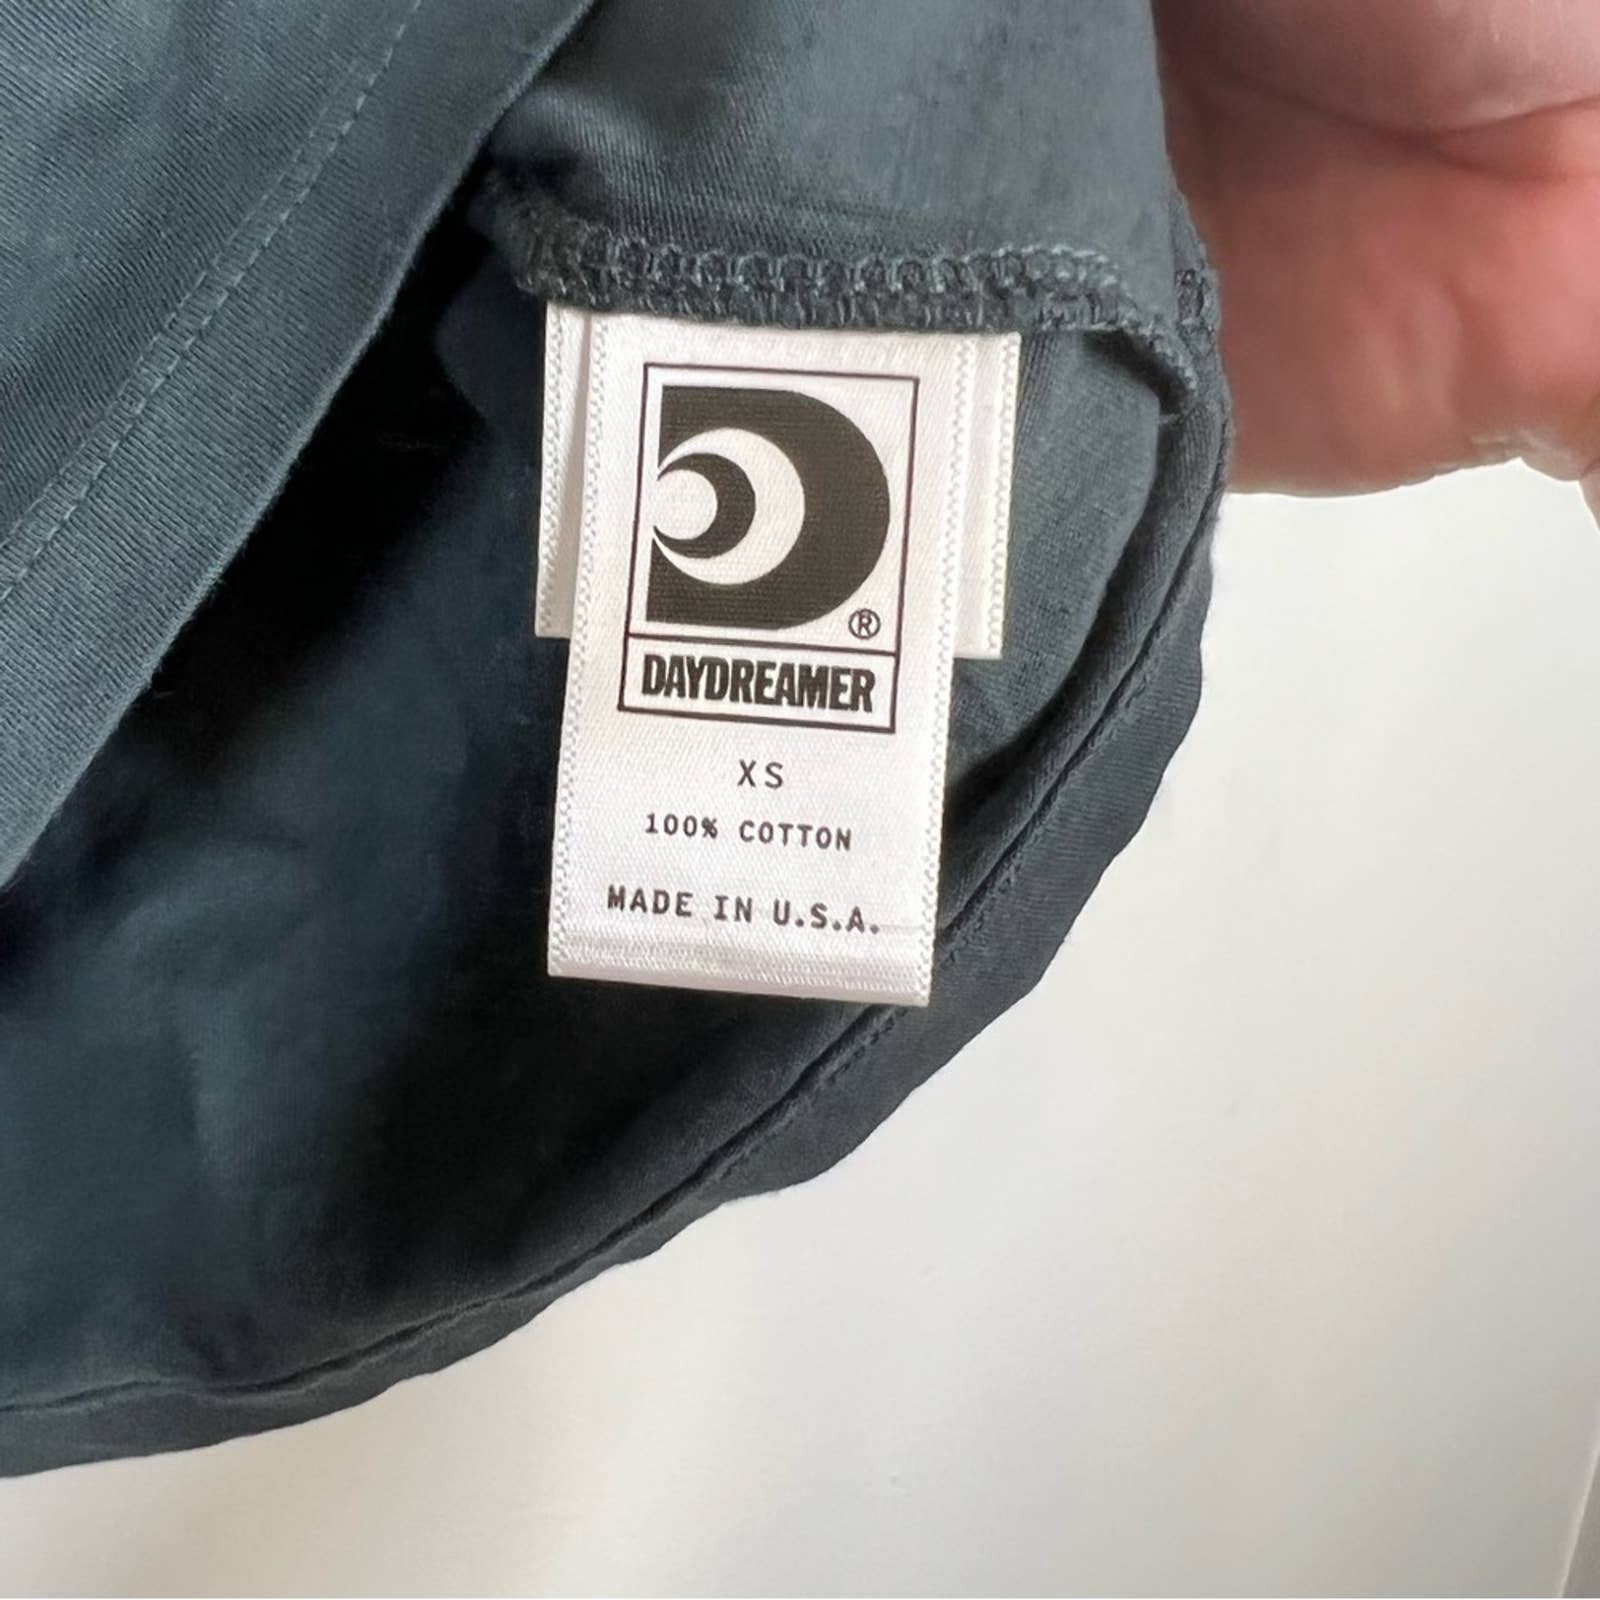 ®
DAYDREAMER
XS
100% COTTON
MADE IN U.S.A.